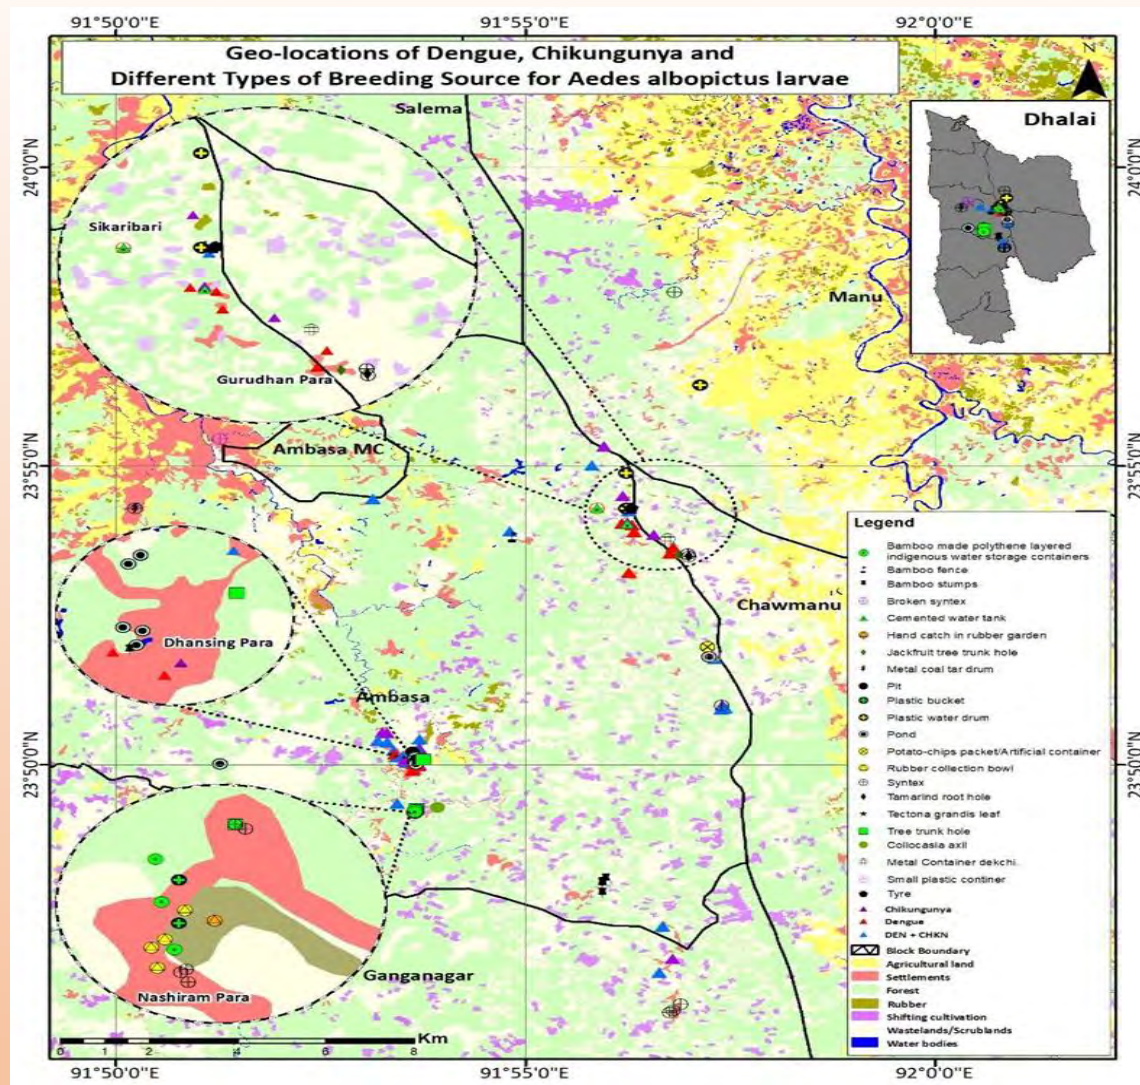 91°50'0"E
91°55'0"E
92°0'0"E
Geo-locations of Dengue, Chikungunya and
Different Types of Breeding Source for Aedes albopictus larvae
N
Salema
Dhalai
24°0'0"N
24°0'0"N
Sikaribari
Manu
Gurudhan Para
Ambasa MC
23°55'0"N
23°55'0"N
Dhansing Para
Chawmanu
Ambasa
23°50'0"N
23°50'0"N
Ganganagar
Nashiram Para
Km
0 1 2 4 6 8
Legend
Bamboo made polythene layered
indigenous water storage containers
Bamboo fence
Bamboo stumps
Broken syntex
Cemented water tank
Hand catch in rubber garden
Jackfruit tree trunk hole
Metal coal tar drum
Pit
Plastic bucket
Plastic water drum
Pond
Potato-chips packet/Artificial container
Rubber collection bowl
Syntex
Tamarind root hole
Tectona grandis leaf
Tree trunk hole
Collocasia axil
Metal Container dekchi.
Small plastic continer
Tyre
Chikungunya
Dengue
DEN + CHKN
Block Boundary
Agricultural land
Settlements
Forest
Rubber
Shifting cultivation
Wastelands/Scrublands
Water bodies
91°50'0"E
91°55'0"E
92°0'0"E